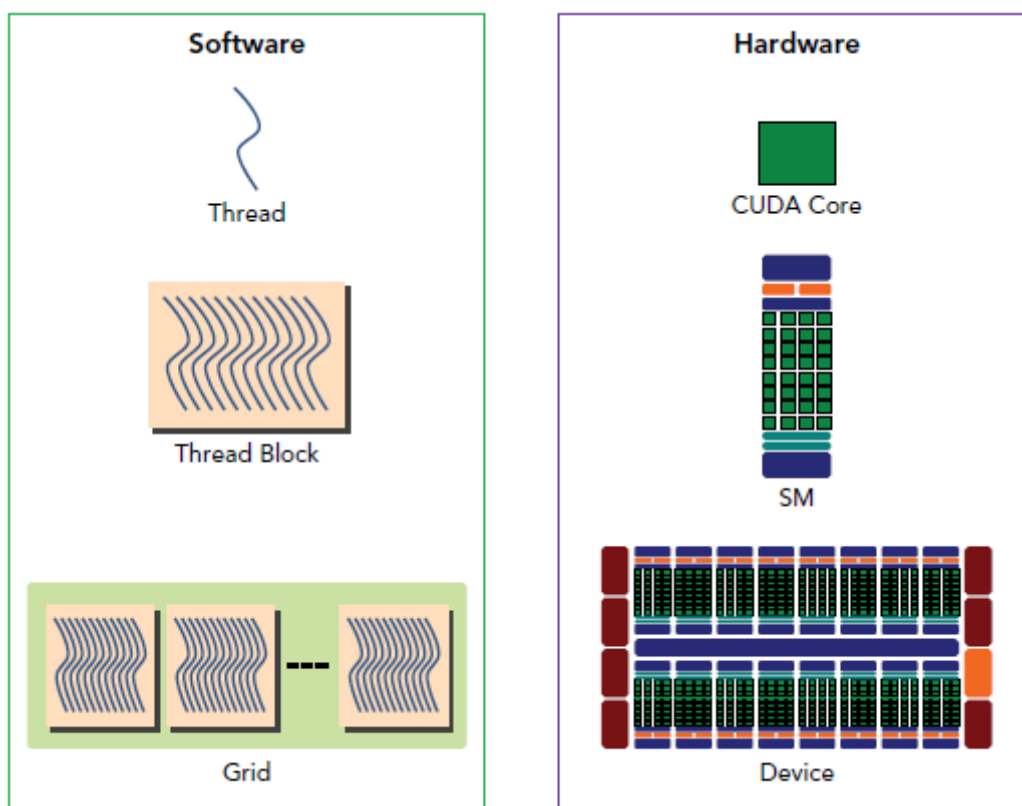 Software
Thread
Thread Block
Grid
Hardware
CUDA Core
SM
Device